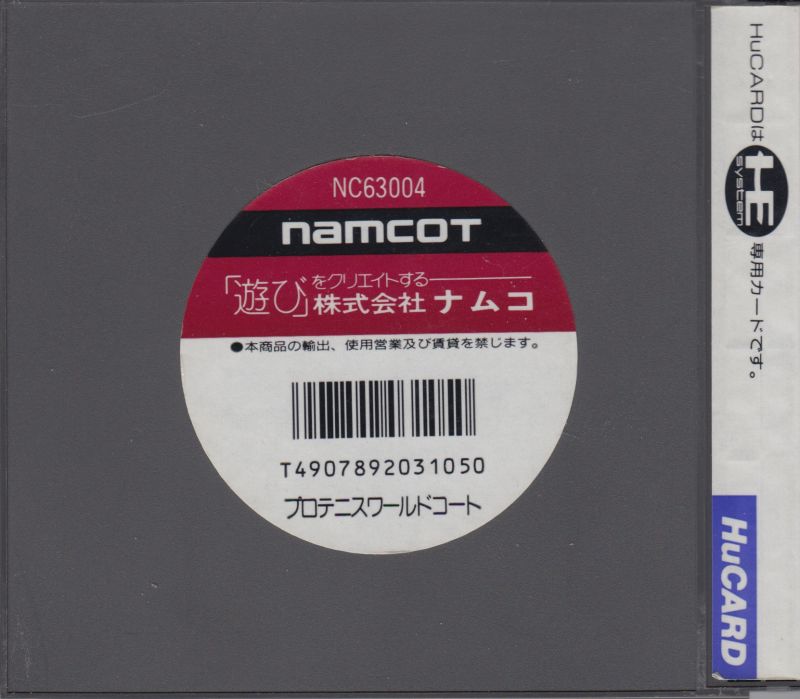 NC63004
namcot
「遊び」をクリエイトする
株式会社ナムコ
●本商品の輸出、使用営業及び賃貸を禁じます。
T4907892031050
プロテニスワールドコート
HuCARDは HE system 専用カードです。
HuCARD